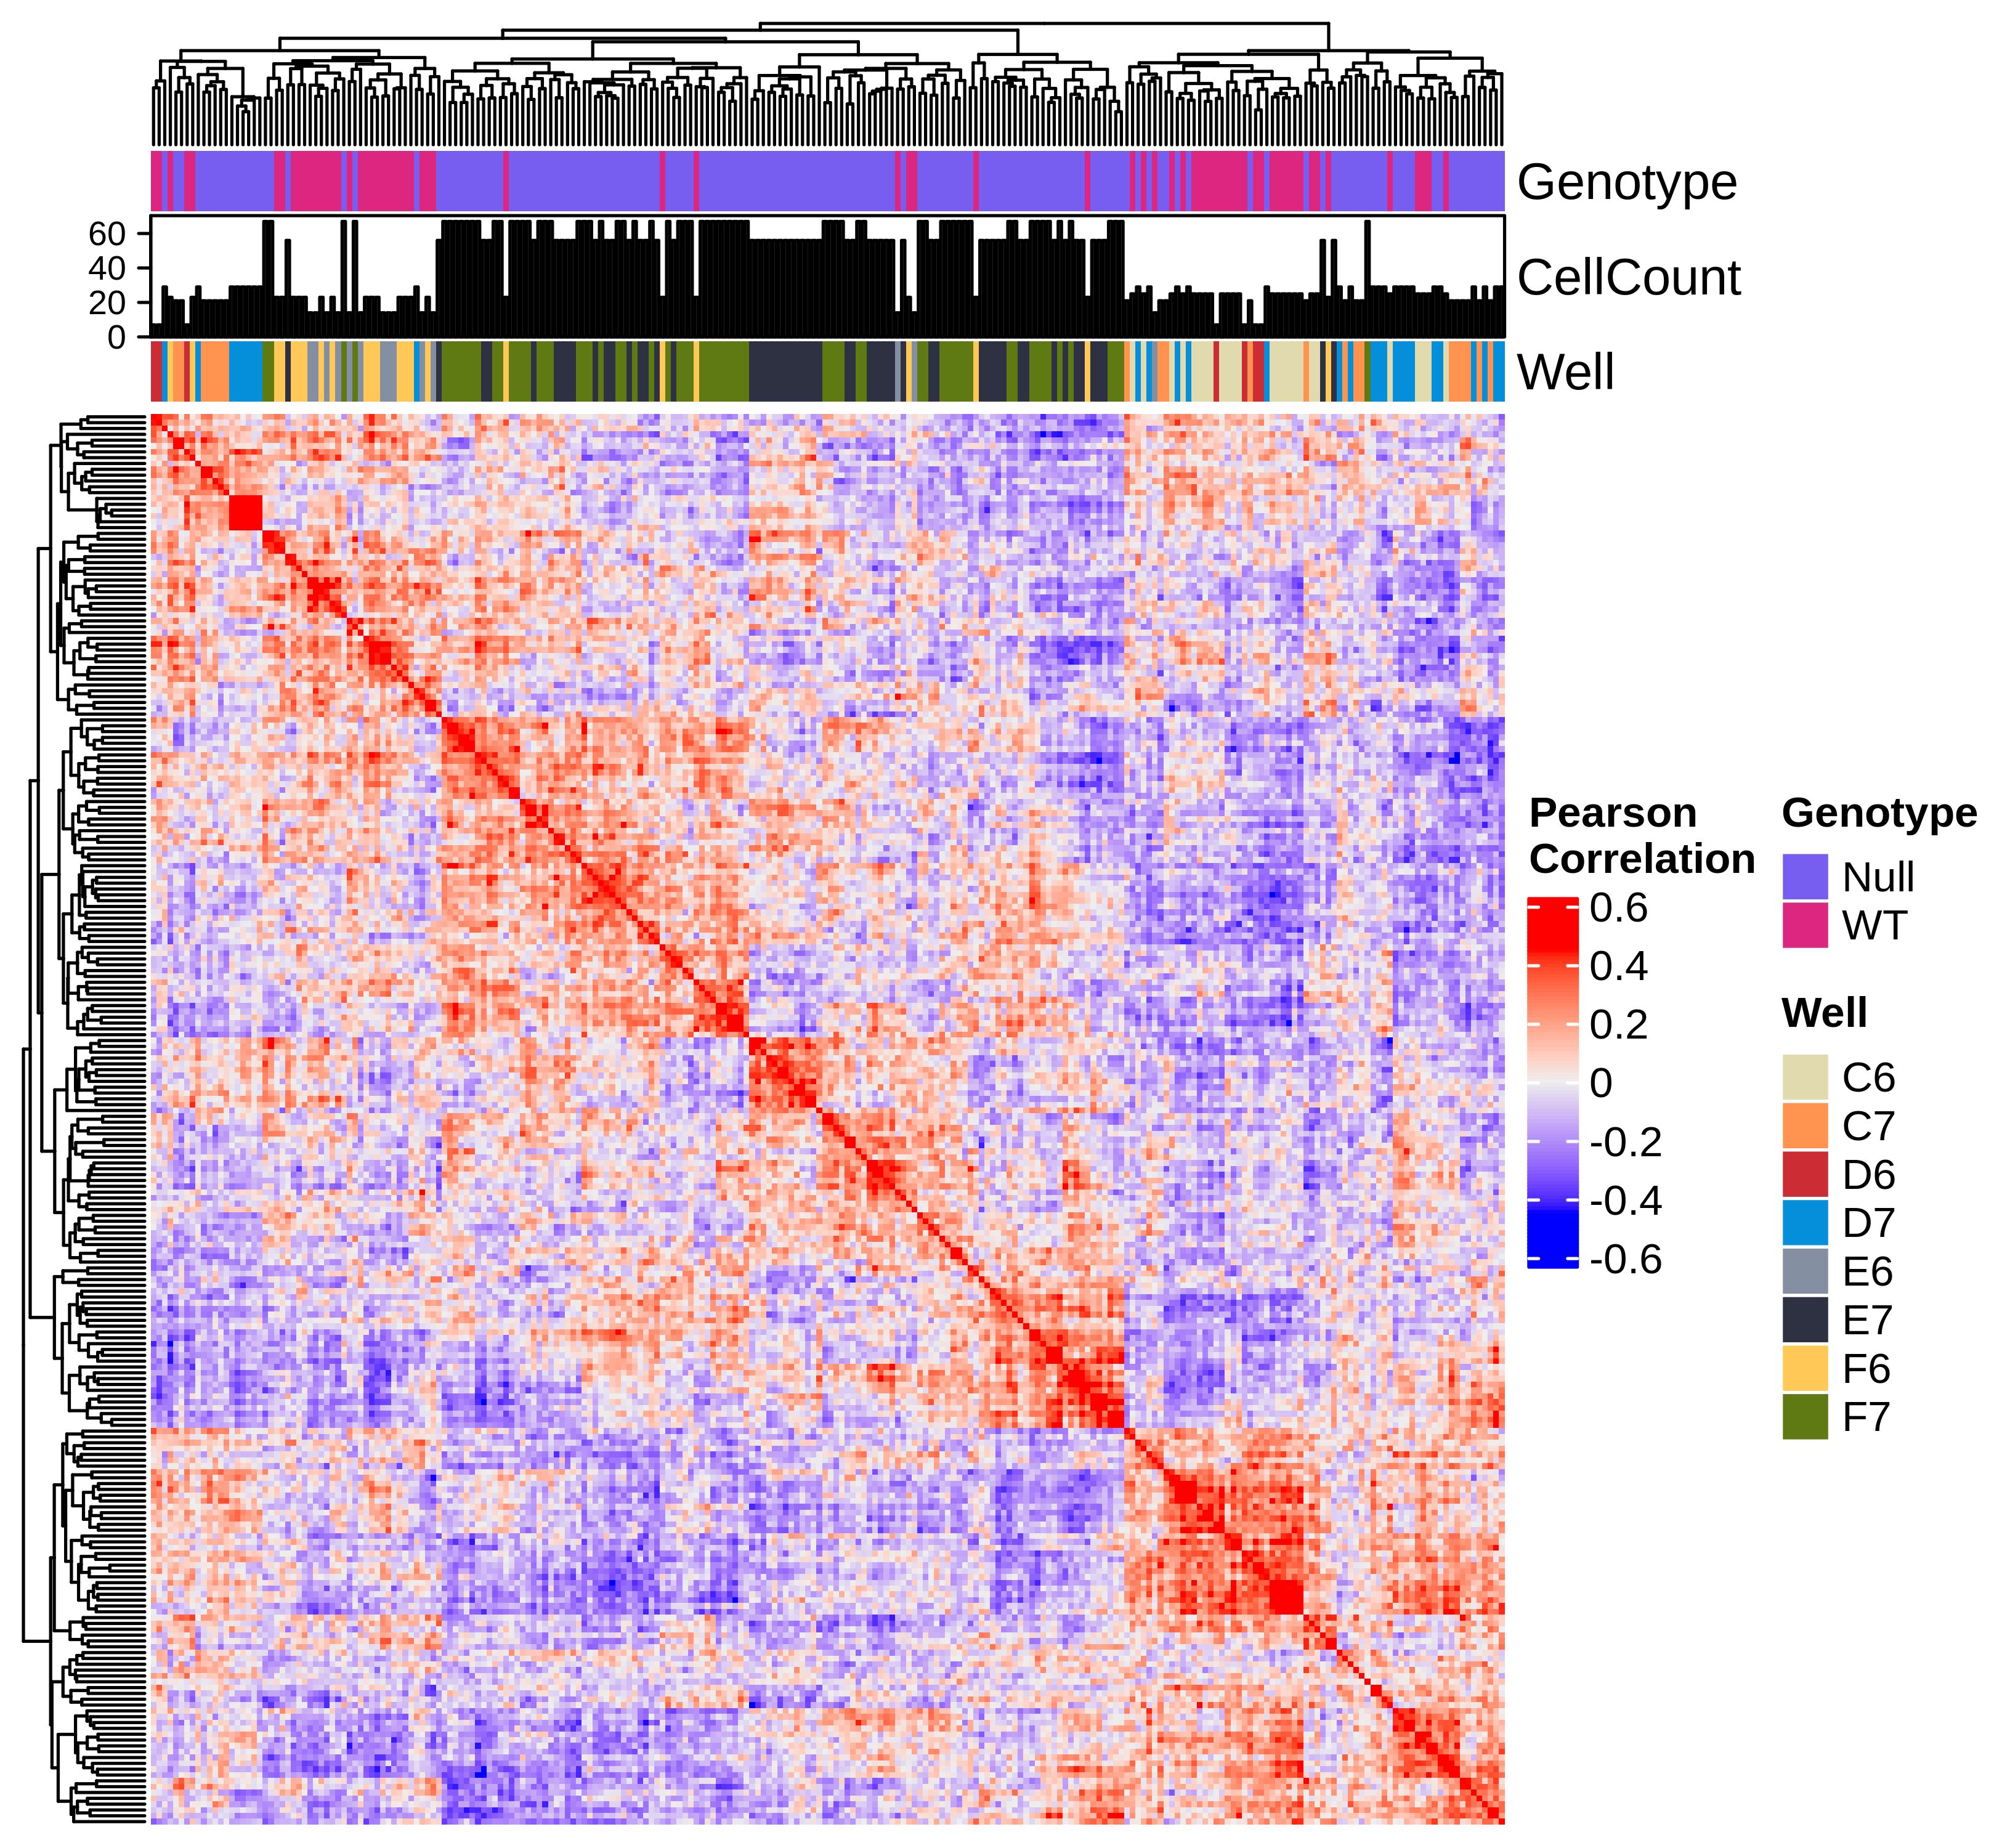 Genotype
60
40
20
0
CellCount
Well
Pearson
Correlation
0.6
0.4
0.2
0
-0.2
-0.4
-0.6
Genotype
Null
WT
Well
C6
C7
D6
D7
E6
E7
F6
F7